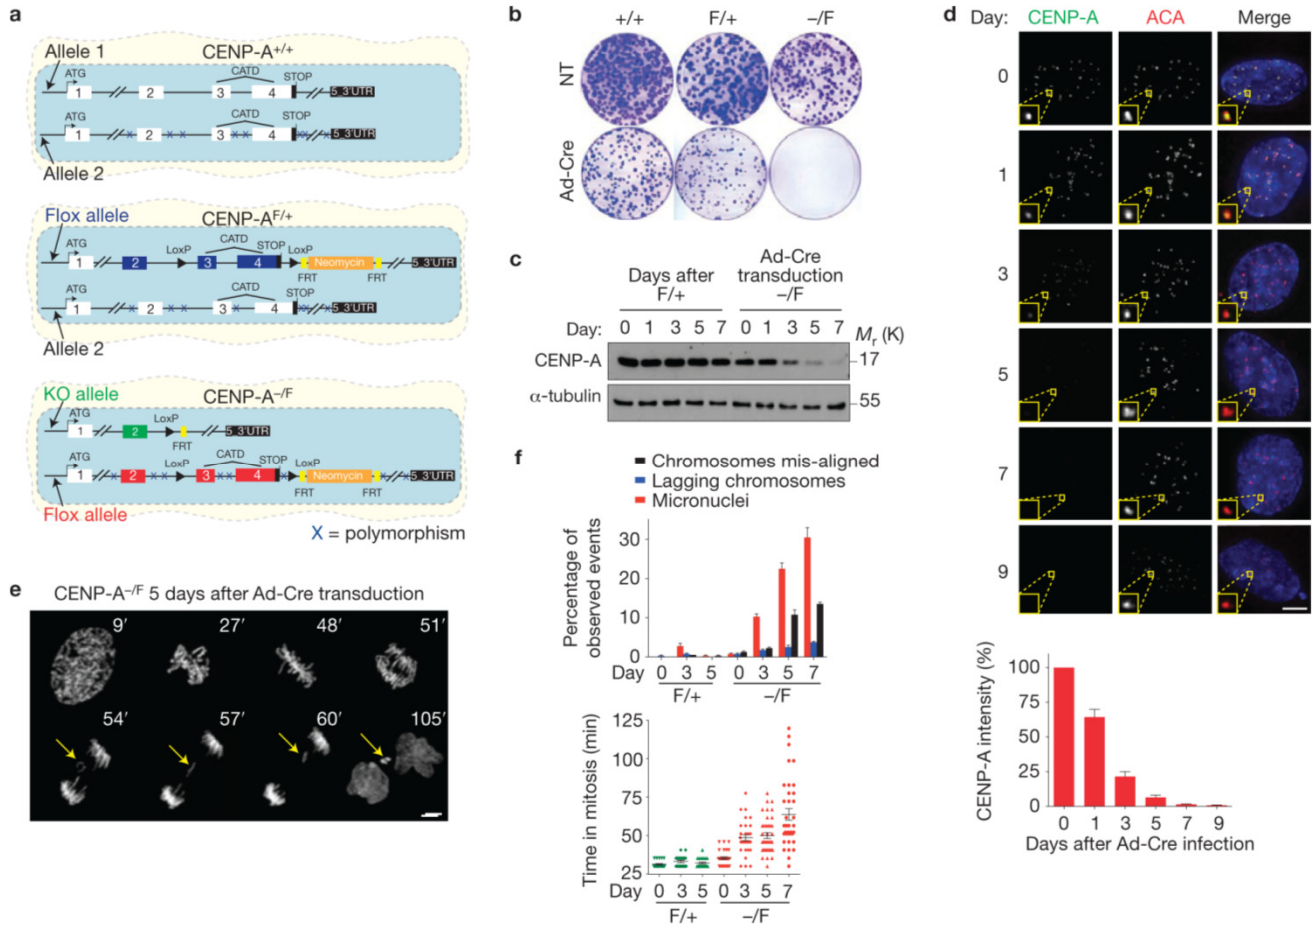 a
CENP-A+/+
Allele 1
ATG
CATD
STOP
1 2 3 4 5 3'UTR
1 2 3 4 5 3'UTR
Allele 2
Flox allele
CENP-AF/+
ATG
LoxP
CATD
STOP
LoxP
1 2 3 4 Neomycin 5 3'UTR
FRT FRT
ATG
CATD
STOP
1 2 3 4 5 3'UTR
Allele 2
KO allele
CENP-A–/F
ATG
LoxP
1 2 5 3'UTR
FRT
ATG
LoxP
CATD
STOP
LoxP
1 2 3 4 Neomycin 5 3'UTR
FRT FRT
Flox allele
X = polymorphism
b
+/+ F/+ –/F
NT
Ad-Cre
c
Days after Ad-Cre transduction
F/+ –/F
Day: 0 1 3 5 7 0 1 3 5 7 Mr (K)
CENP-A 17
α-tubulin 55
d
Day: CENP-A ACA Merge
0
1
3
5
7
9
CENP-A intensity (%)
100
75
50
25
0
0 1 3 5 7 9
Days after Ad-Cre infection
e
CENP-A–/F 5 days after Ad-Cre transduction
9′ 27′ 48′ 51′
54′ 57′ 60′ 105′
f
Chromosomes mis-aligned
Lagging chromosomes
Micronuclei
Percentage of observed events
30
20
10
0
Day 0 3 5 0 3 5 7
F/+ –/F
Time in mitosis (min)
125
100
75
50
25
Day 0 3 5 0 3 5 7
F/+ –/F